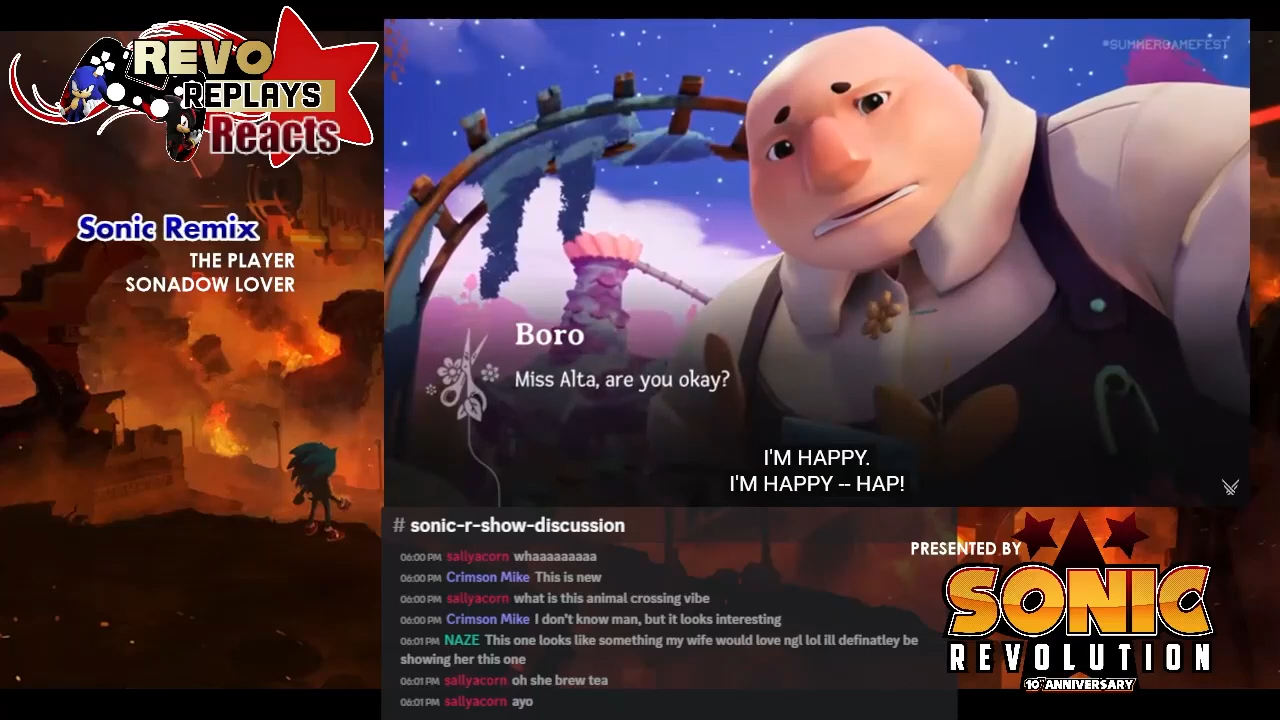 REVO
REPLAYS
Reacts
Sonic Remix
THE PLAYER
SONADOW LOVER
#SUMMERGAMEFEST
Boro
Miss Alta, are you okay?
I'M HAPPY.
I'M HAPPY -- HAP!
# sonic-r-show-discussion
06:00 PM sallyacorn whaaaaaaaaa
06:00 PM Crimson Mike This is new
06:00 PM sallyacorn what is this animal crossing vibe
06:00 PM Crimson Mike I don't know man, but it looks interesting
06:01 PM NAZE This one looks like something my wife would love ngl lol ill definatley be
showing her this one
06:01 PM sallyacorn oh she brew tea
06:01 PM sallyacorn ayo
PRESENTED BY
SONIC
REVOLUTION
10TH ANNIVERSARY